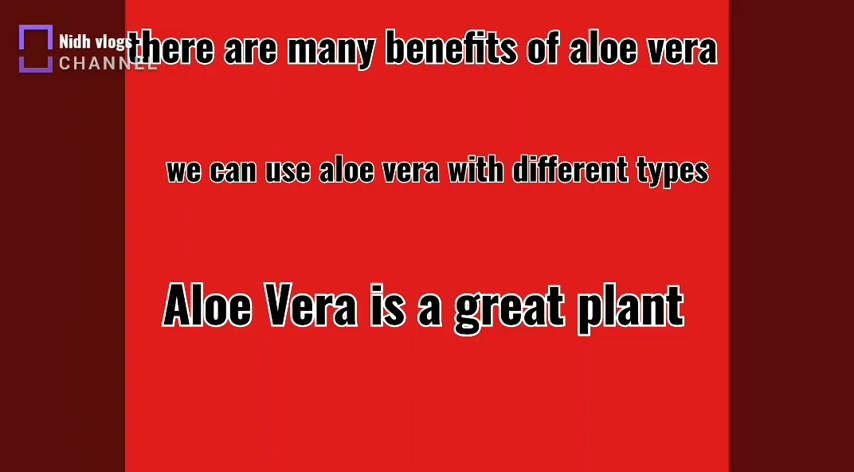 there are many benefits of aloe vera
Nidh vlogs
CHANNEL
we can use aloe vera with different types
Aloe Vera is a great plant